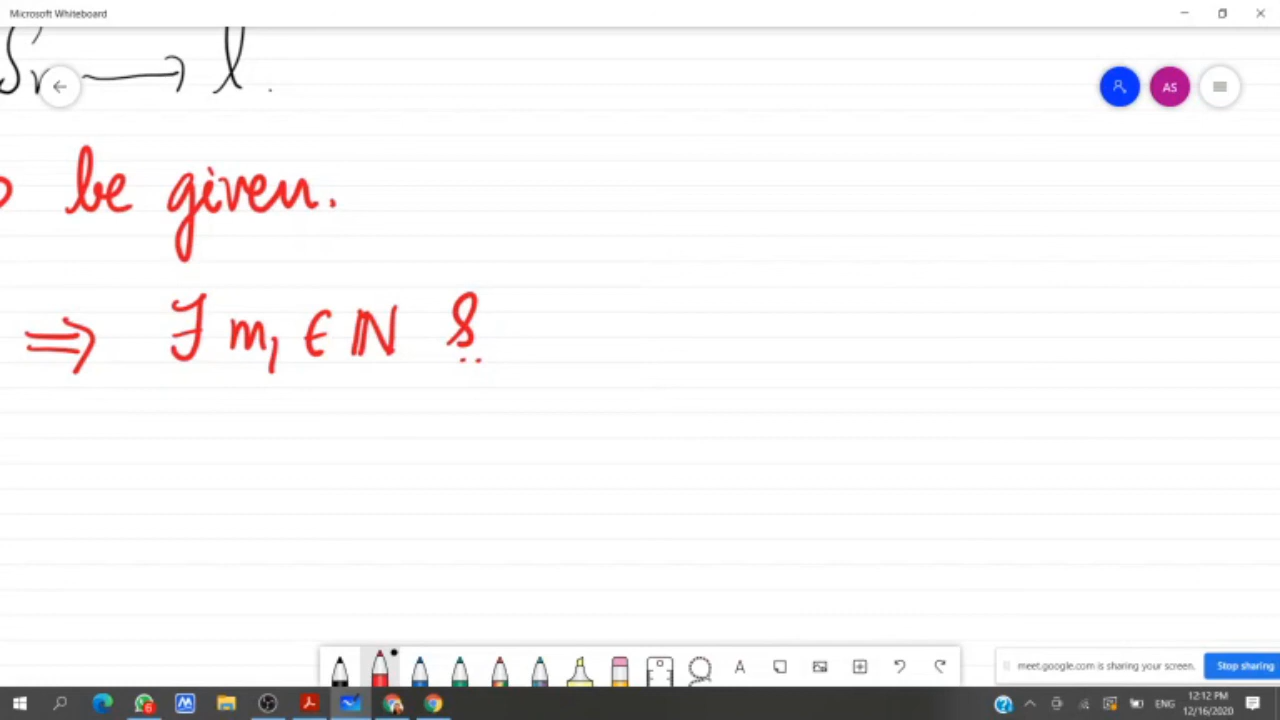 Microsoft Whiteboard
⟶ l.
be given.
AS
⇒ ∃ m₁ ∈ ℕ
A
meet.google.com is sharing your screen. Stop sharing
ENG 12:12 PM
12/16/2020